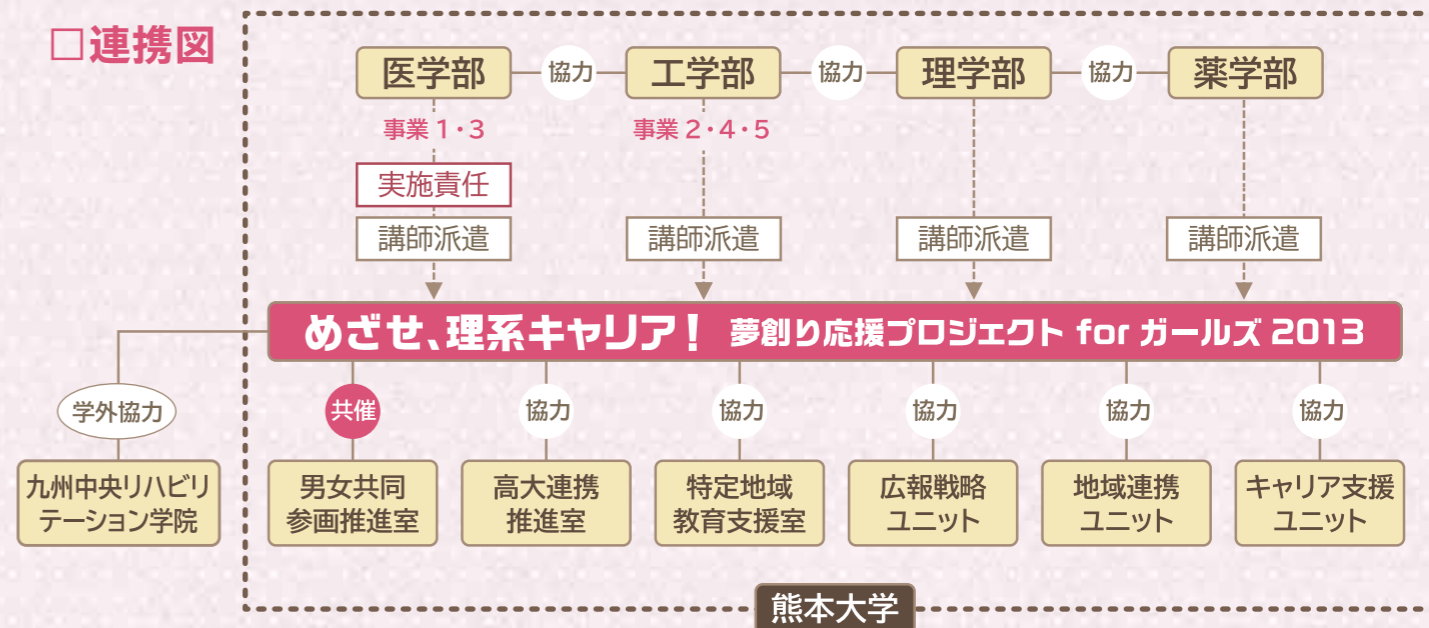 □連携図
医学部
協力
工学部
協力
理学部
協力
薬学部
事業 1・3
事業 2・4・5
実施責任
講師派遣
講師派遣
講師派遣
講師派遣
めざせ、理系キャリア! 夢創り応援プロジェクト for ガールズ 2013
学外協力
共催
協力
協力
協力
協力
協力
九州中央リハビリ
テーション学院
男女共同
参画推進室
高大連携
推進室
特定地域
教育支援室
広報戦略
ユニット
地域連携
ユニット
キャリア支援
ユニット
熊本大学